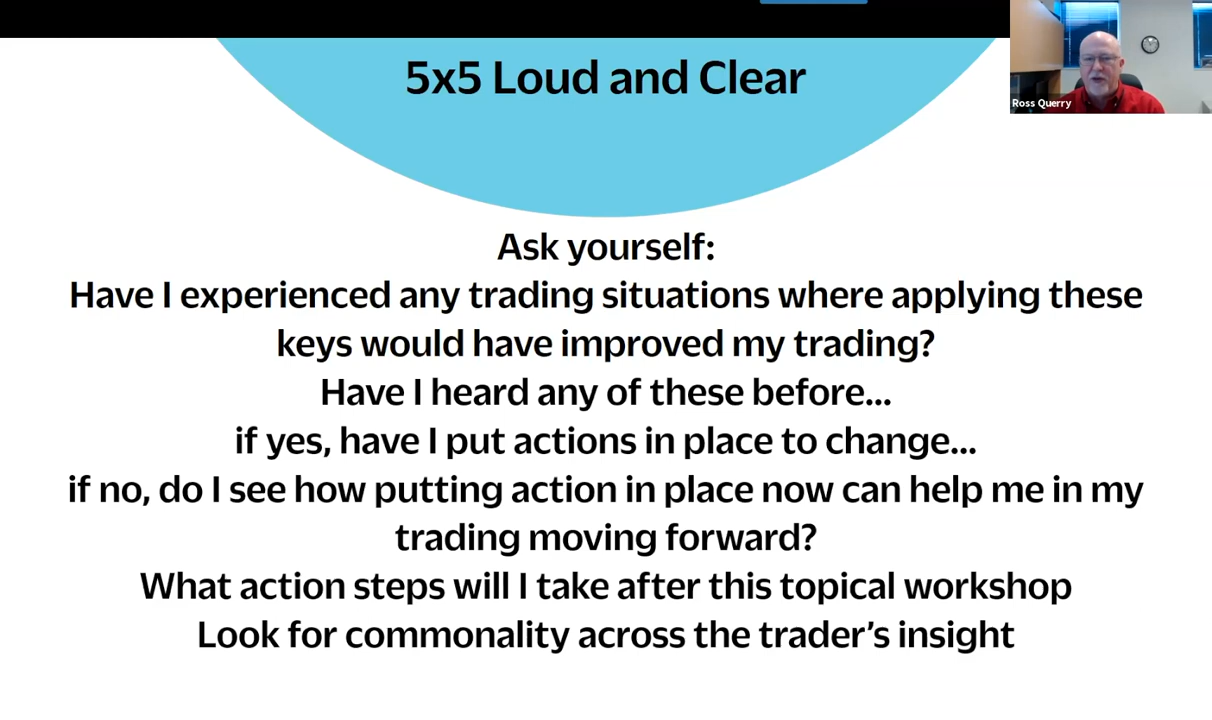 5x5 Loud and Clear
Ross Querry
Ask yourself:
Have I experienced any trading situations where applying these
keys would have improved my trading?
Have I heard any of these before...
if yes, have I put actions in place to change...
if no, do I see how putting action in place now can help me in my
trading moving forward?
What action steps will I take after this topical workshop
Look for commonality across the trader’s insight